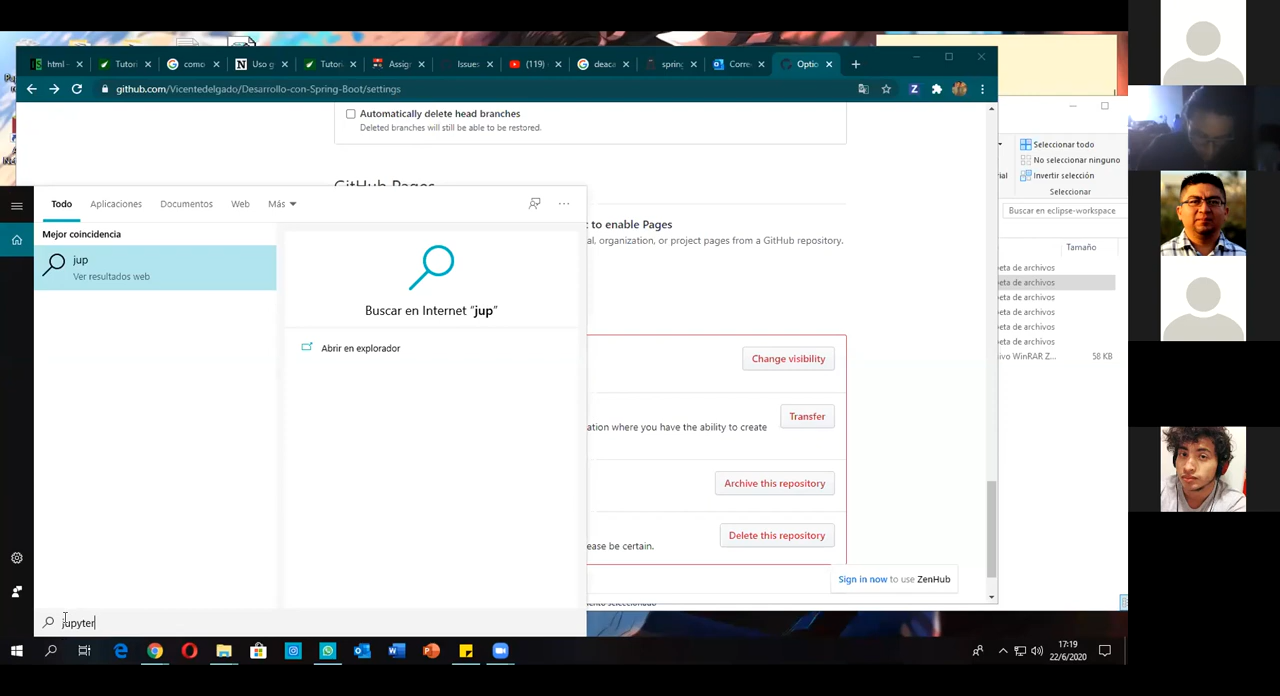 html -
Tutori
como
Uso g
Tutori
Assign
Issues
(119)
deaca
spring
Corre
Optio
github.com/Vicentedelgado/Desarrollo-con-Spring-Boot/settings
Automatically delete head branches
Deleted branches will still be able to be restored.
GitHub Pages
t to enable Pages
al, organization, or project pages from a GitHub repository.
Change visibility
Transfer
ation where you have the ability to create
Archive this repository
Delete this repository
ease be certain.
Sign in now to use ZenHub
Seleccionar todo
No seleccionar ninguno
Invertir selección
Seleccionar
Buscar en eclipse-workspace
Tamaño
eta de archivos
eta de archivos
eta de archivos
eta de archivos
eta de archivos
eta de archivos
ivo WinRAR Z...
58 KB
Todo
Aplicaciones
Documentos
Web
Más
Mejor coincidencia
jup
Ver resultados web
Buscar en Internet "jup"
Abrir en explorador
jupyter
17:19
22/6/2020